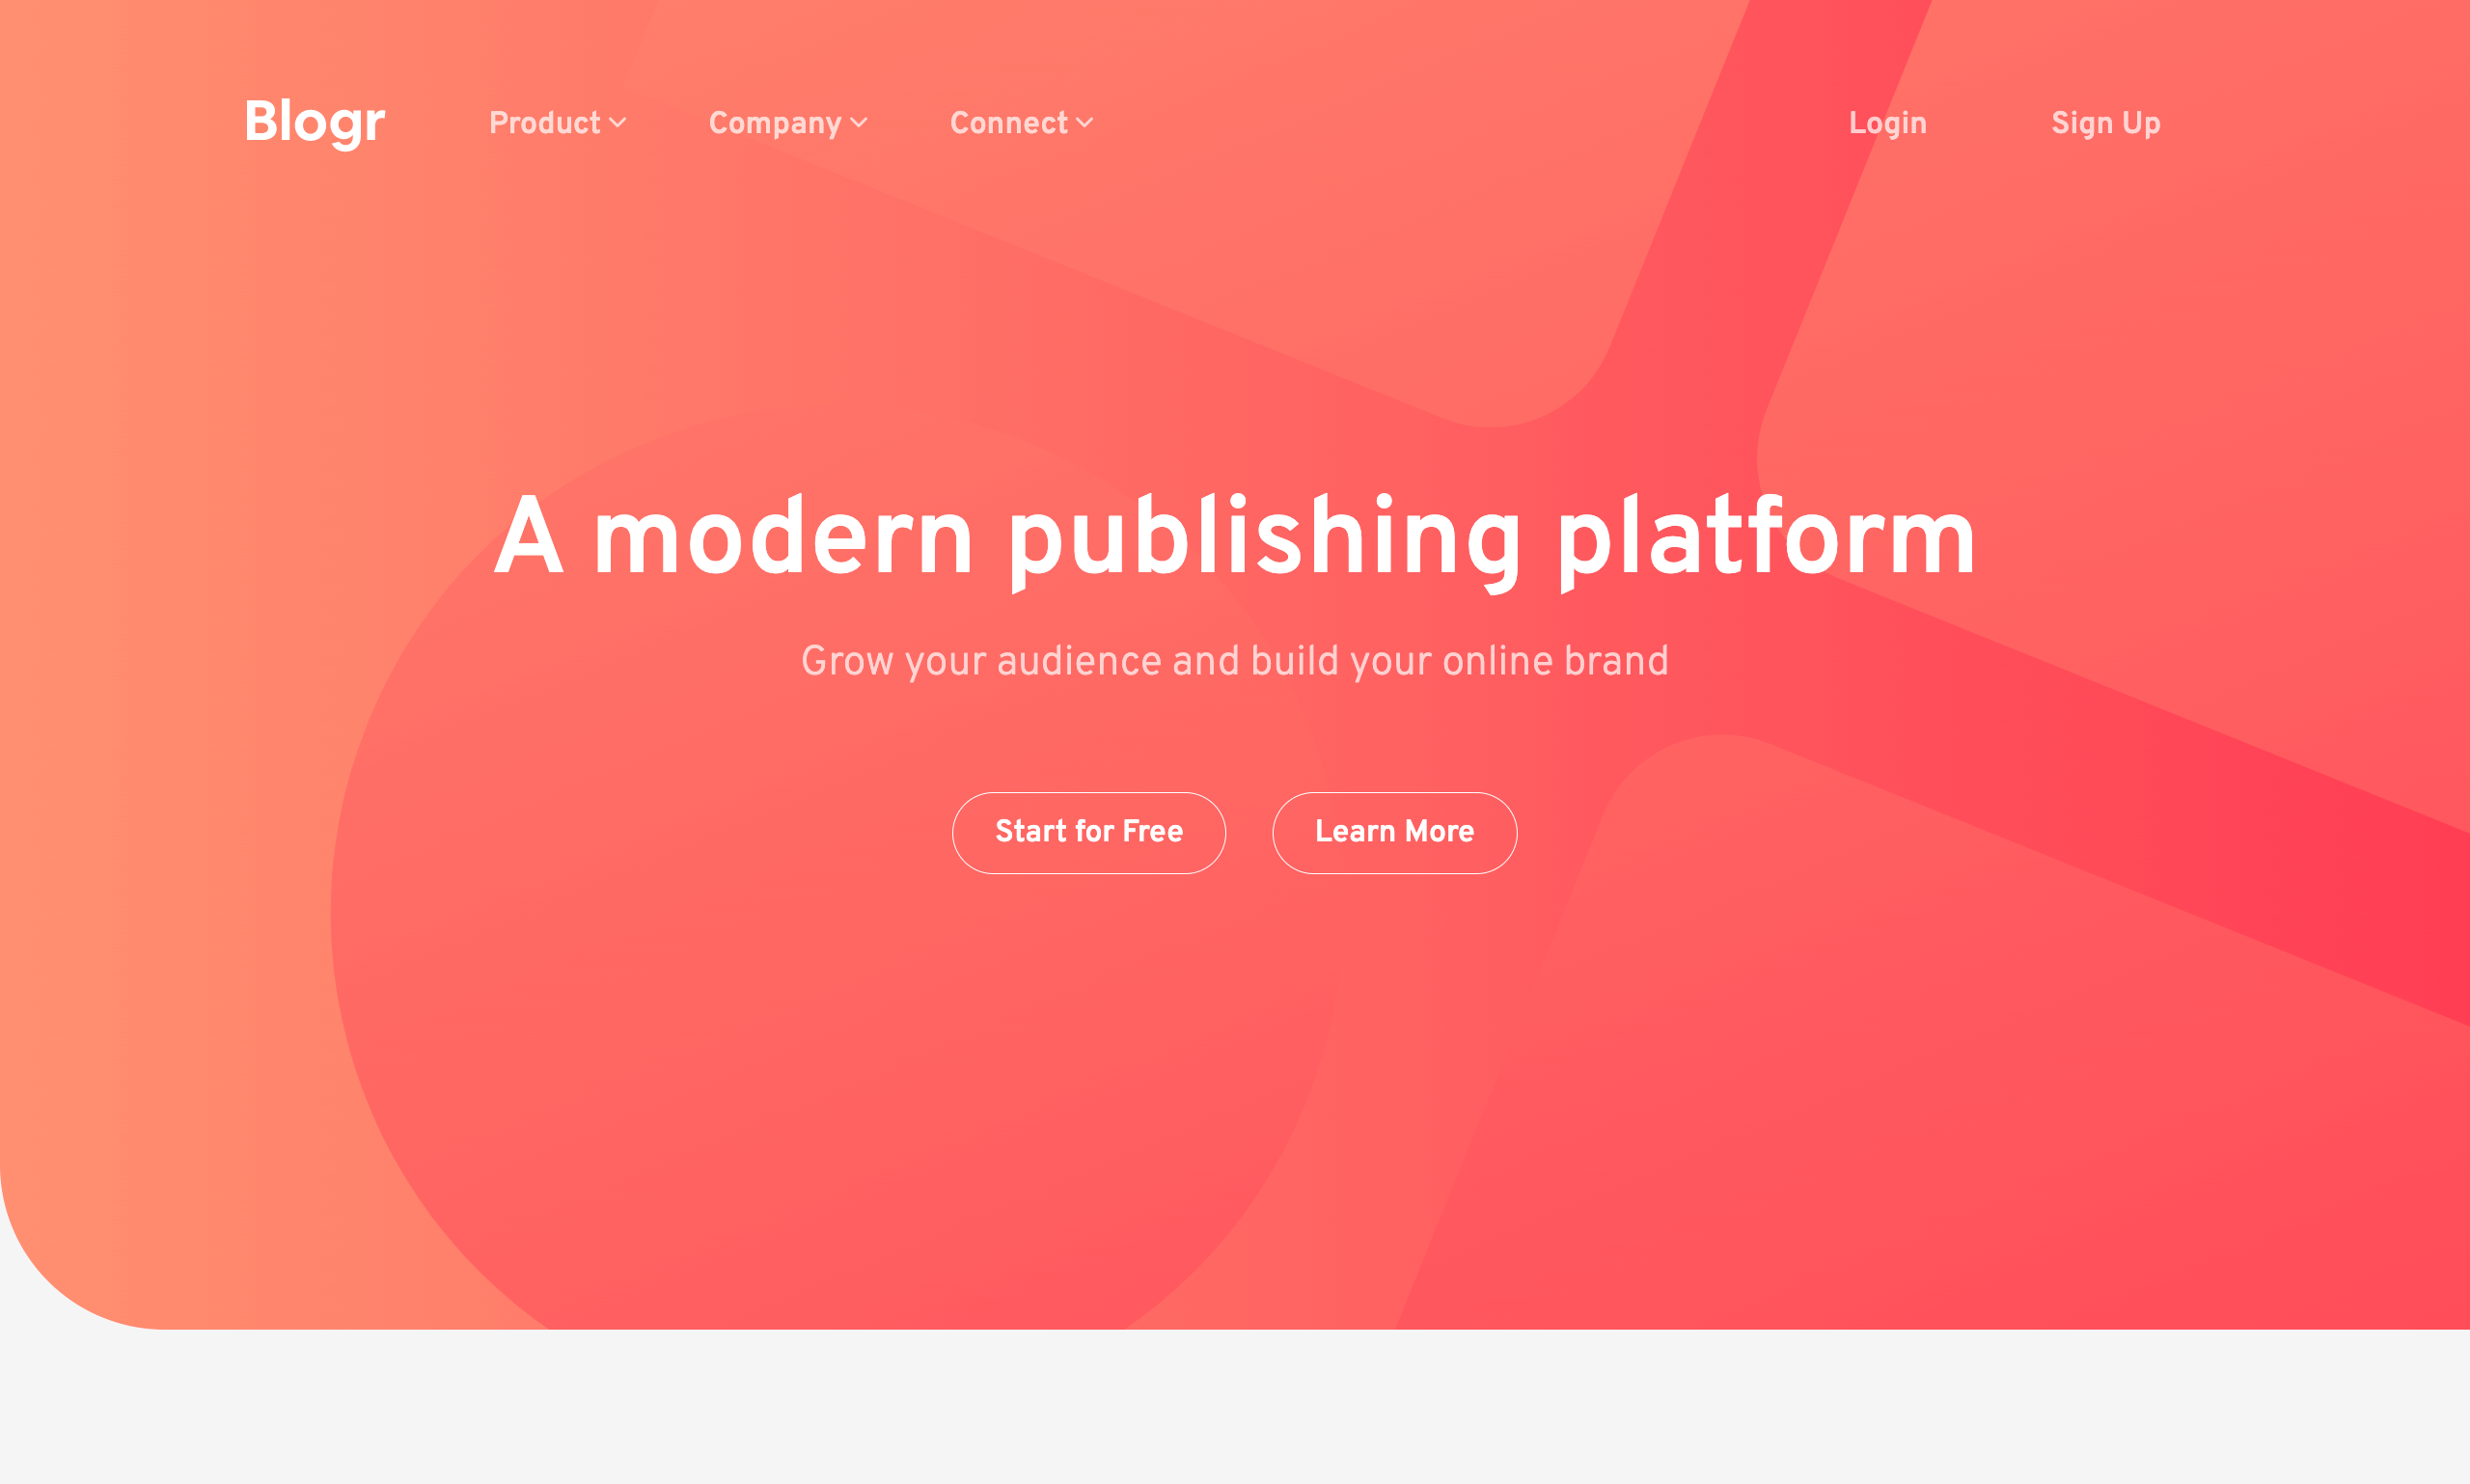 Blogr Product Company Connect Login Sign Up
A modern publishing platform
Grow your audience and build your online brand
Start for Free Learn More